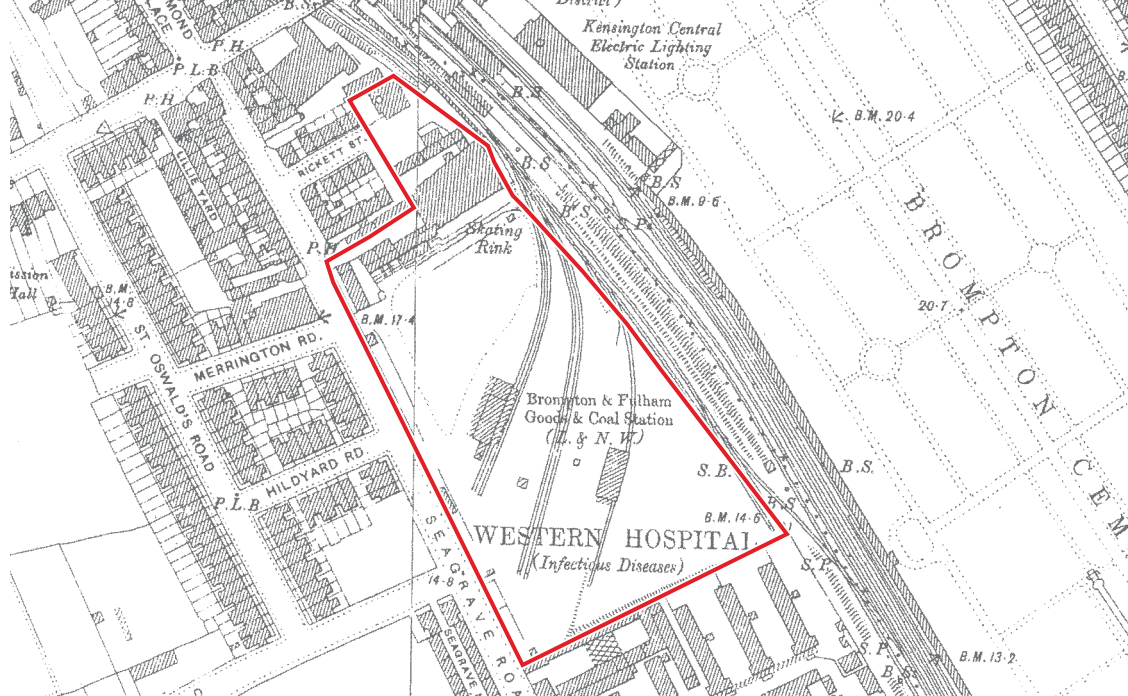 District)
Kensington Central
Electric Lighting
Station
B.S.
PLACE
P.H.
P.L.B
P.H
B.S
B.M. 20·4
RICKETT ST.
LILLIE YARD
B.S
B.S
B.M. 9·6
B.S.
S.P.
Skating
Rink
P.H
BROMPTON
CEM
B.M.
14·8
Hall
B.M. 17·4
20·7
ST OSWALD'S ROAD
MERRINGTON RD.
Brompton & Fulham
Goods & Coal Station
(L. & N. W.)
HILDYARD RD
P.L.B
S.B.
B.S.
B.S
B.M. 14·6
WESTERN HOSPITAL
(Infectious Diseases)
SEAGRAVE ROA
14·8
S.P.
SEAGRAVE
S.P.
B.S.
B.M. 13·2